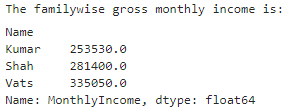 The familywise gross monthly income is:
Name
Kumar    253530.0
Shah     281400.0
Vats     335050.0
Name: MonthlyIncome, dtype: float64